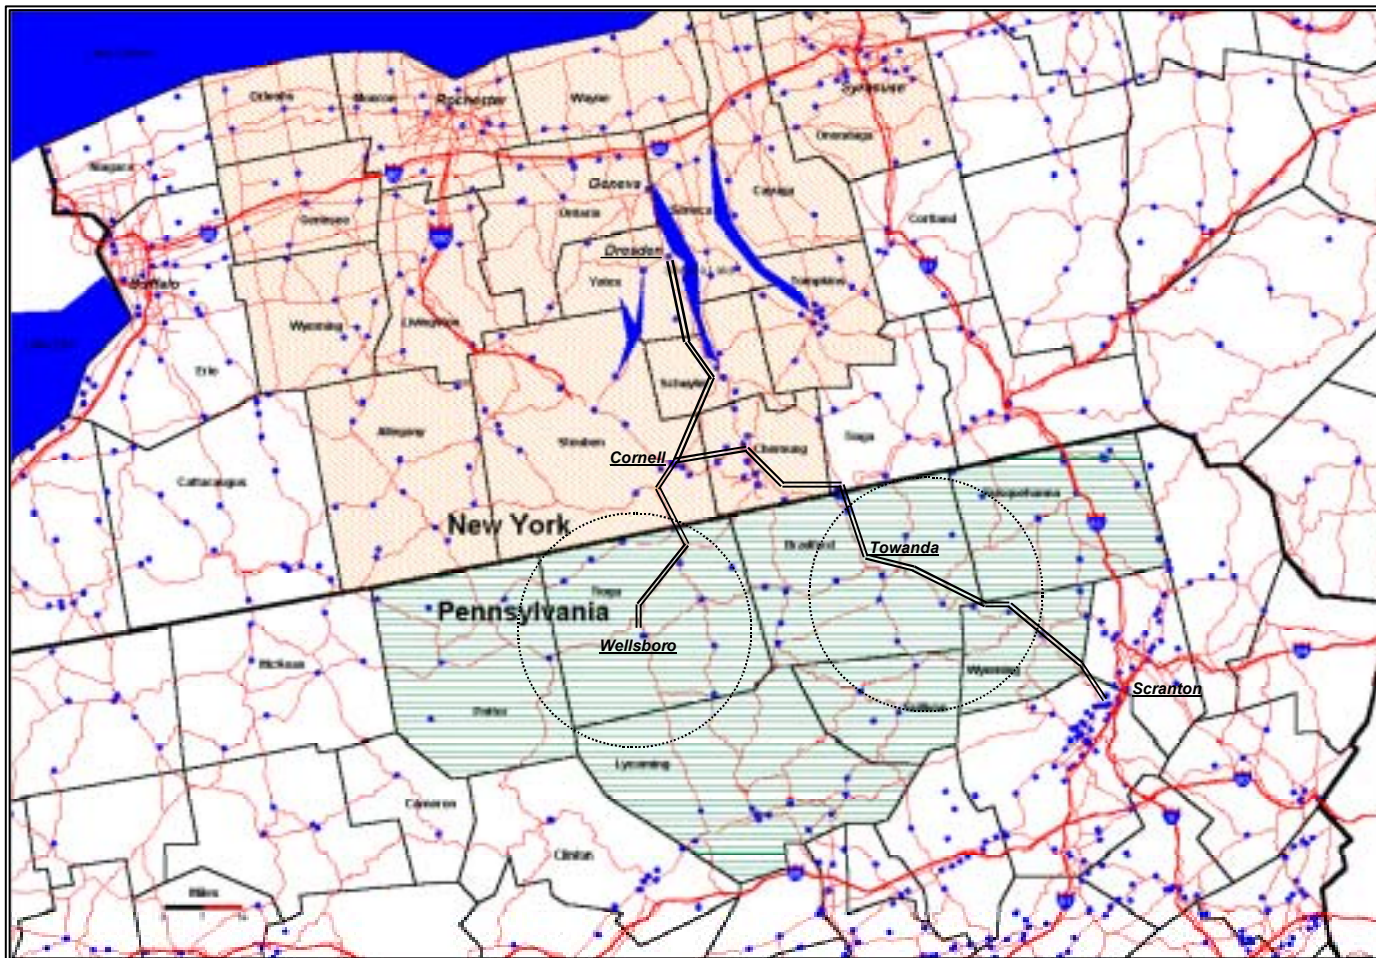 Orleans
Monroe
Rochester
Wayne
Syracuse
Onondaga
Niagara
Genesee
Geneva
Ontario
Seneca
Cayuga
Cortland
Dresden
Yates
Tompkins
Buffalo
Wyoming
Livingston
Erie
Schuyler
Allegany
Steuben
Cornell
Chemung
Tioga
Cattaraugus
New York
Susquehanna
Bradford
Towanda
Tioga
Pennsylvania
Wellsboro
McKean
Wyoming
Scranton
Potter
Sullivan
Lycoming
Cameron
Clinton
Miles